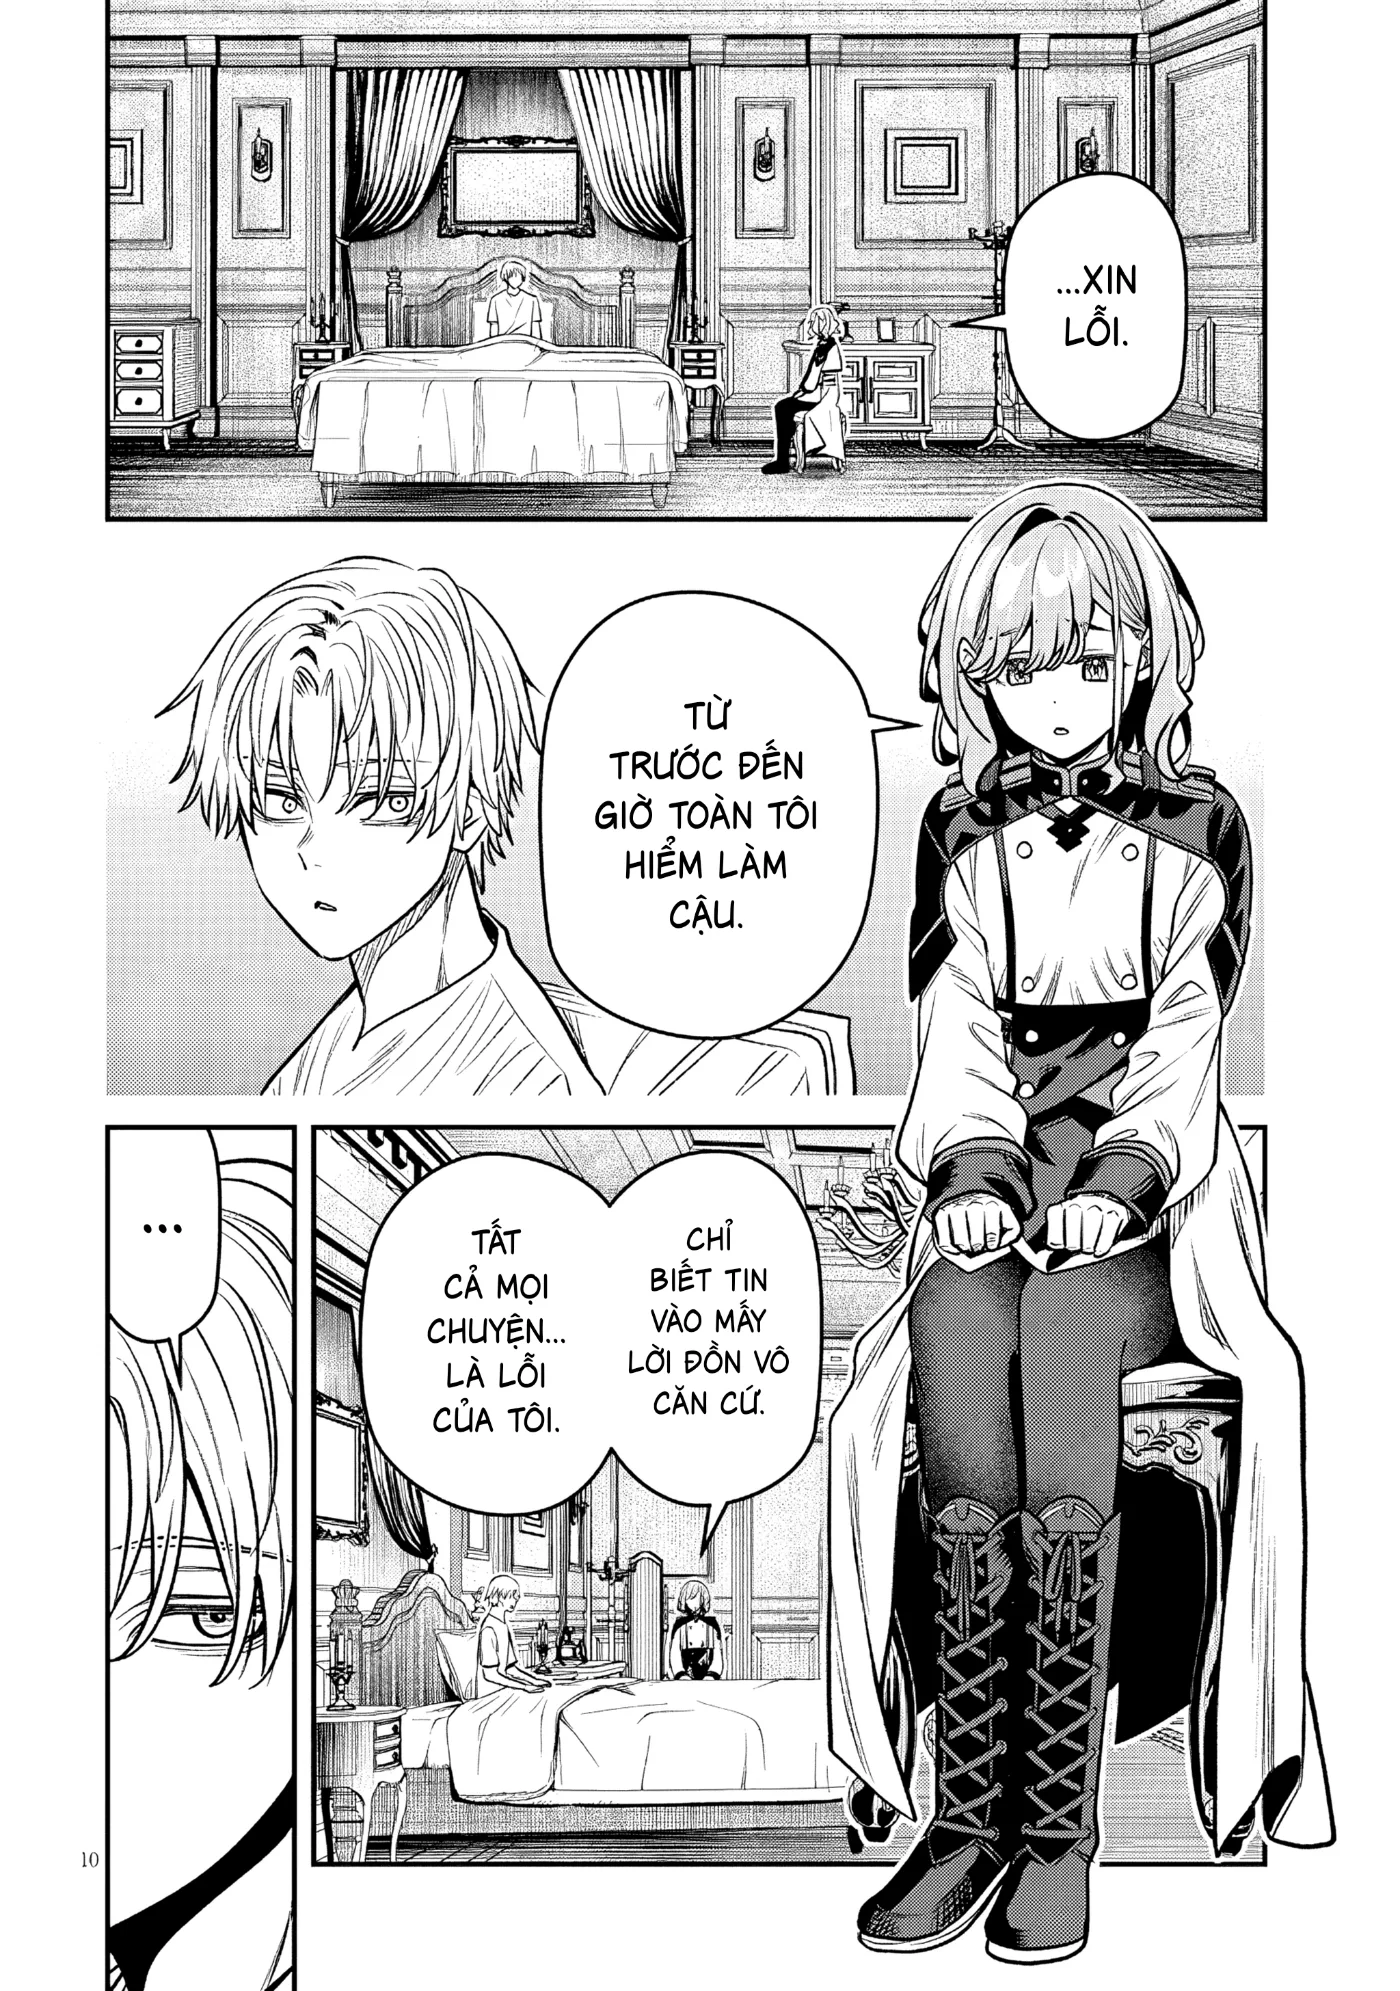 ...XIN
LỖI.
TỪ
TRƯỚC ĐẾN
GIỜ TOÀN TÔI
HIỂM LÀM
CẬU.
CHỈ
BIẾT TIN
VÀO MẤY
LỜI ĐỒN VÔ
CĂN CỨ.
TẤT
CẢ MỌI
CHUYỆN...
LÀ LỖI
CỦA TÔI.
...
10